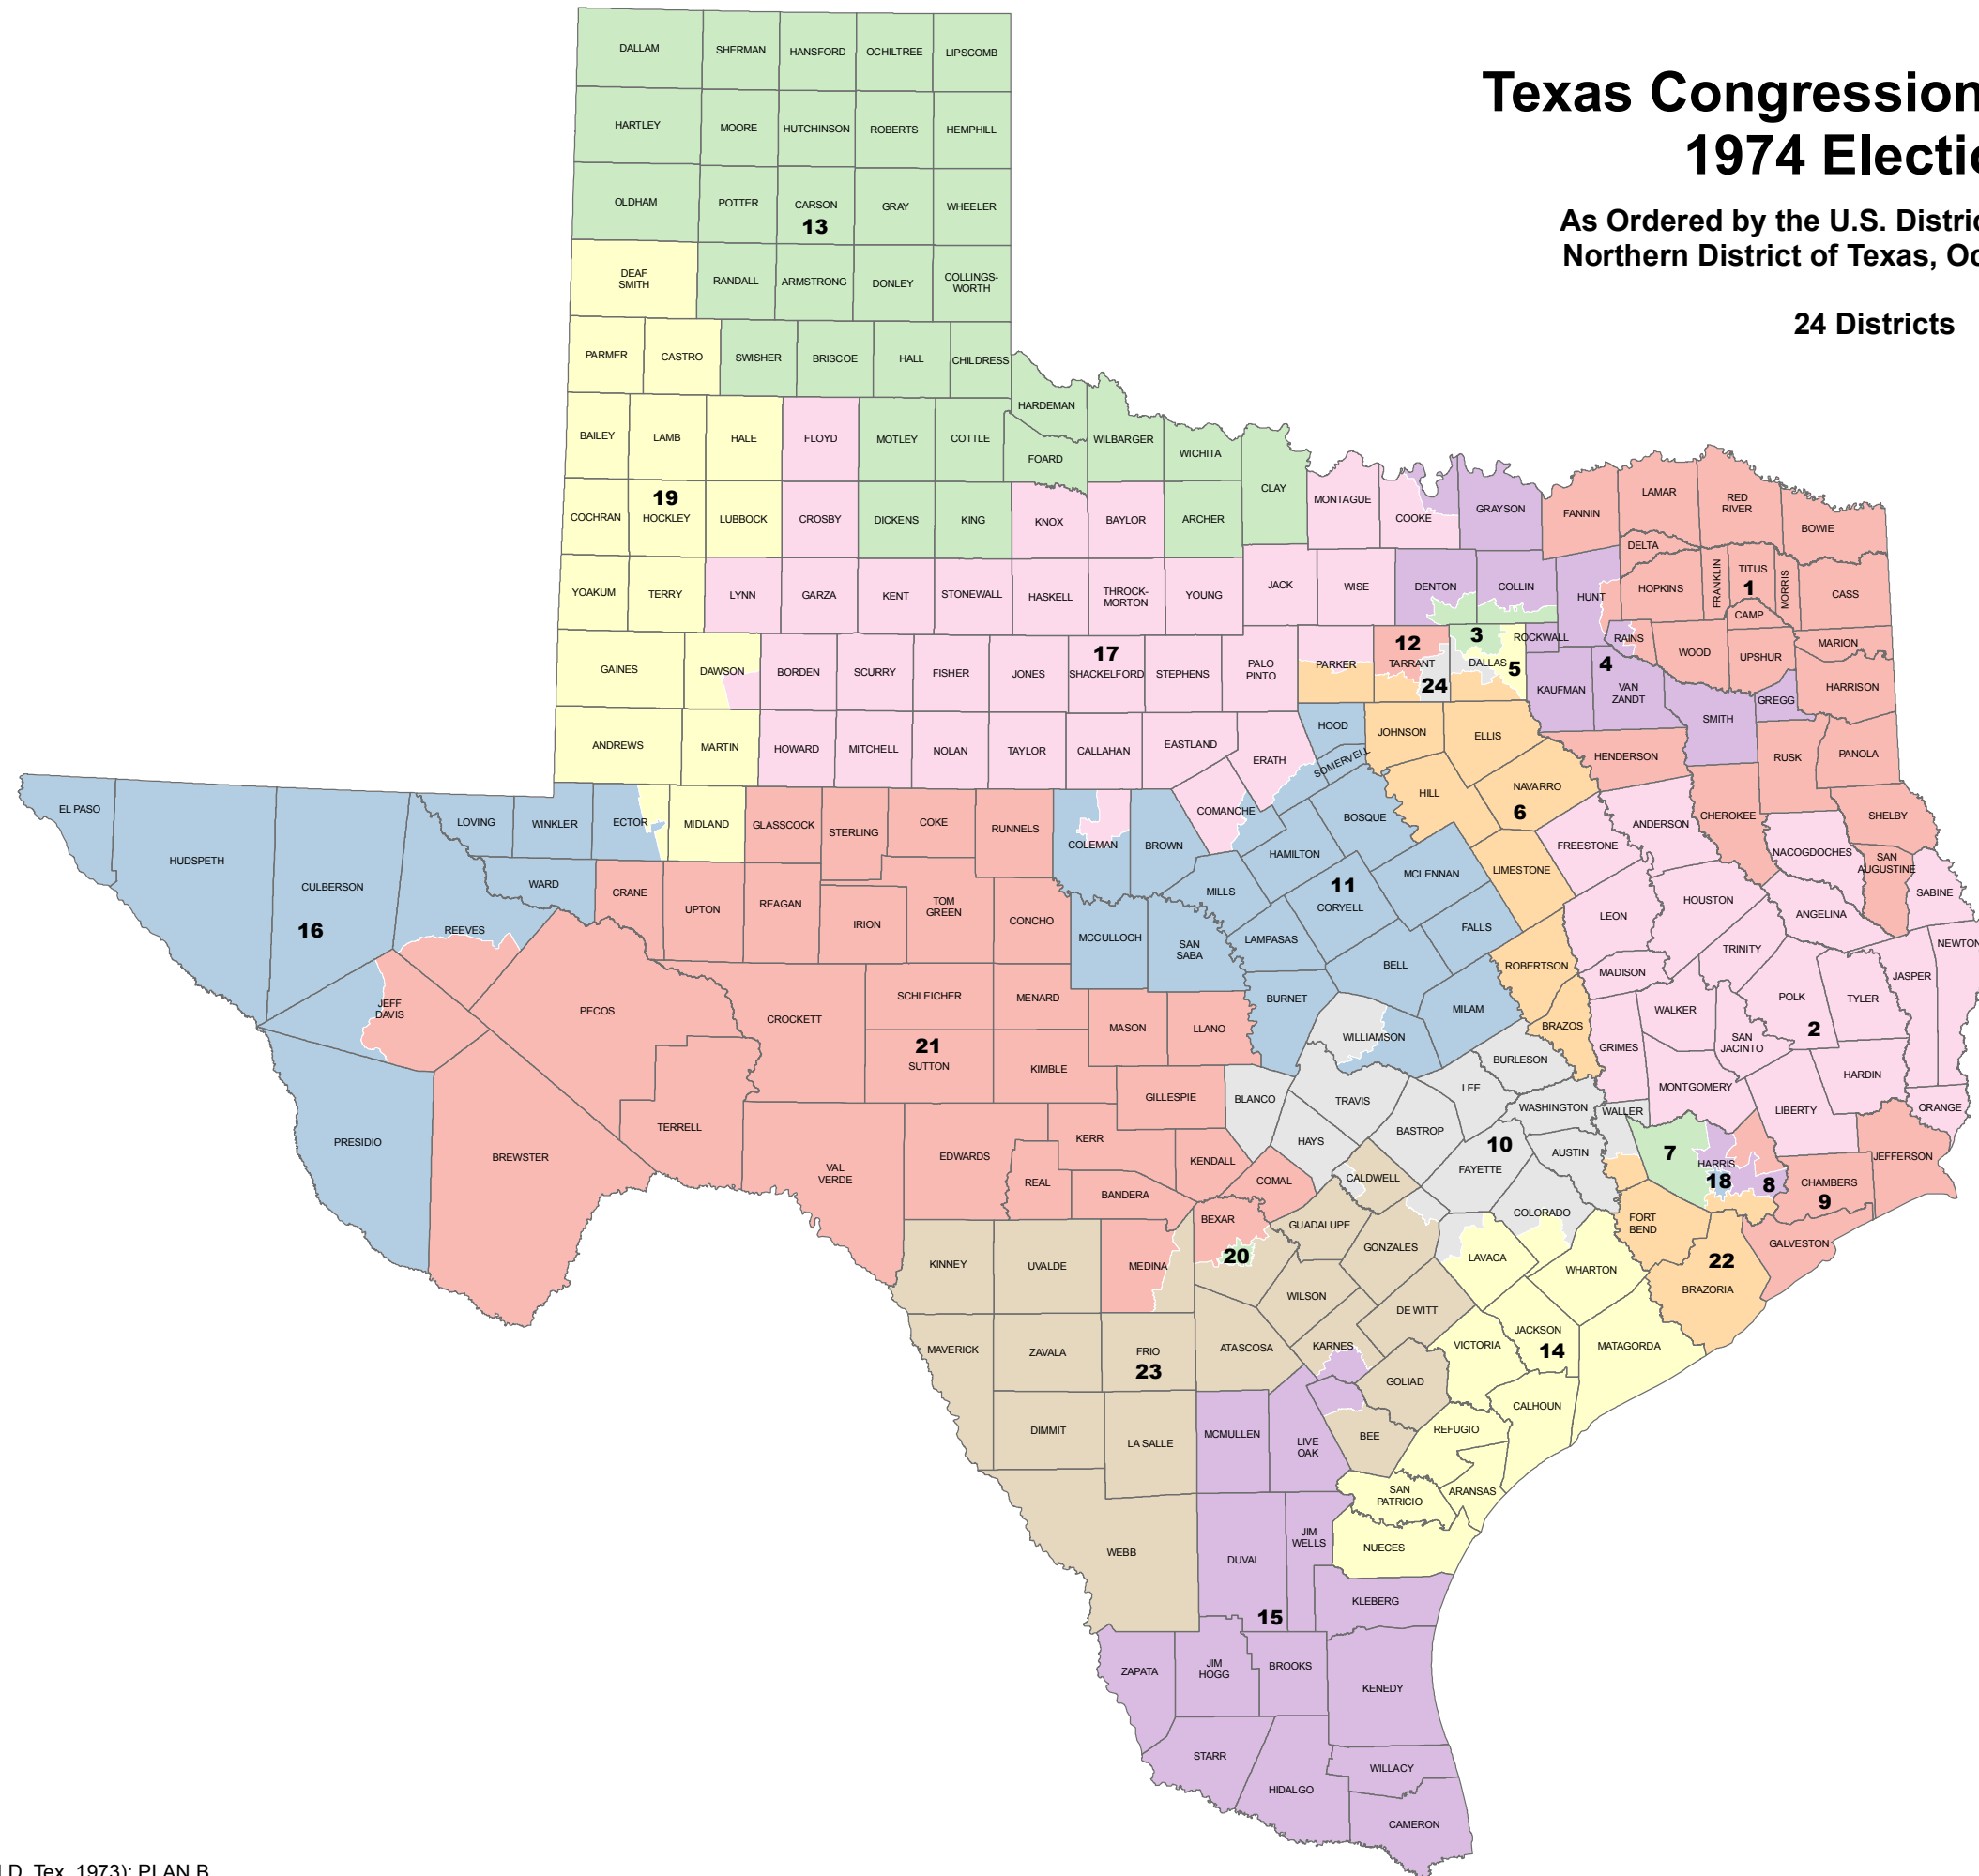 Texas Congression
1974 Electi
As Ordered by the U.S. Distric
Northern District of Texas, Oc
24 Districts
DALLAM SHERMAN HANSFORD OCHILTREE LIPSCOMB
HARTLEY MOORE HUTCHINSON ROBERTS HEMPHILL
OLDHAM POTTER CARSON GRAY WHEELER
13
DEAF SMITH RANDALL ARMSTRONG DONLEY COLLINGS-WORTH
PARMER CASTRO SWISHER BRISCOE HALL CHILDRESS
HARDEMAN
BAILEY LAMB HALE FLOYD MOTLEY COTTLE FOARD WILBARGER WICHITA CLAY
19
COCHRAN HOCKLEY LUBBOCK CROSBY DICKENS KING KNOX BAYLOR ARCHER MONTAGUE COOKE GRAYSON FANNIN LAMAR RED RIVER BOWIE
DELTA
YOAKUM TERRY LYNN GARZA KENT STONEWALL HASKELL THROCK-MORTON YOUNG JACK WISE DENTON COLLIN HUNT HOPKINS FRANKLIN TITUS MORRIS CASS
1
CAMP
GAINES DAWSON BORDEN SCURRY FISHER JONES SHACKELFORD STEPHENS PALO PINTO PARKER TARRANT DALLAS ROCKWALL RAINS WOOD UPSHUR MARION
17 12 3 24 5 4
KAUFMAN VAN ZANDT SMITH GREGG HARRISON
ANDREWS MARTIN HOWARD MITCHELL NOLAN TAYLOR CALLAHAN EASTLAND ERATH HOOD SOMERVELL JOHNSON ELLIS HENDERSON RUSK PANOLA
EL PASO HUDSPETH CULBERSON LOVING WINKLER ECTOR MIDLAND GLASSCOCK STERLING COKE RUNNELS COLEMAN BROWN COMANCHE BOSQUE HILL NAVARRO
6
ANDERSON CHEROKEE SHELBY
16
REEVES WARD CRANE UPTON REAGAN IRION TOM GREEN CONCHO MCCULLOCH SAN SABA MILLS HAMILTON CORYELL MCLENNAN LIMESTONE FREESTONE NACOGDOCHES SAN AUGUSTINE SABINE
11
LAMPASAS FALLS LEON HOUSTON ANGELINA
JEFF DAVIS PECOS CROCKETT SCHLEICHER MENARD MASON LLANO BURNET BELL ROBERTSON MADISON TRINITY NEWTON
21
SUTTON KIMBLE WILLIAMSON MILAM BRAZOS GRIMES WALKER SAN JACINTO POLK TYLER JASPER
2
PRESIDIO BREWSTER TERRELL VAL VERDE EDWARDS KERR GILLESPIE BLANCO TRAVIS LEE BURLESON WASHINGTON WALLER MONTGOMERY LIBERTY HARDIN ORANGE
REAL BANDERA KENDALL COMAL HAYS BASTROP FAYETTE AUSTIN HARRIS CHAMBERS JEFFERSON
10 7 18 8 9
KINNEY UVALDE MEDINA BEXAR GUADALUPE CALDWELL GONZALES LAVACA COLORADO FORT BEND GALVESTON
20
WILSON WHARTON BRAZORIA
22
MAVERICK ZAVALA FRIO ATASCOSA KARNES DE WITT VICTORIA JACKSON MATAGORDA
23 14
DIMMIT LA SALLE MCMULLEN LIVE OAK BEE GOLIAD REFUGIO CALHOUN
SAN PATRICIO ARANSAS
WEBB DUVAL JIM WELLS NUECES
KLEBERG
15
ZAPATA JIM HOGG BROOKS KENEDY
STARR HIDALGO WILLACY
CAMERON
.D. Tex. 1973); PLAN B